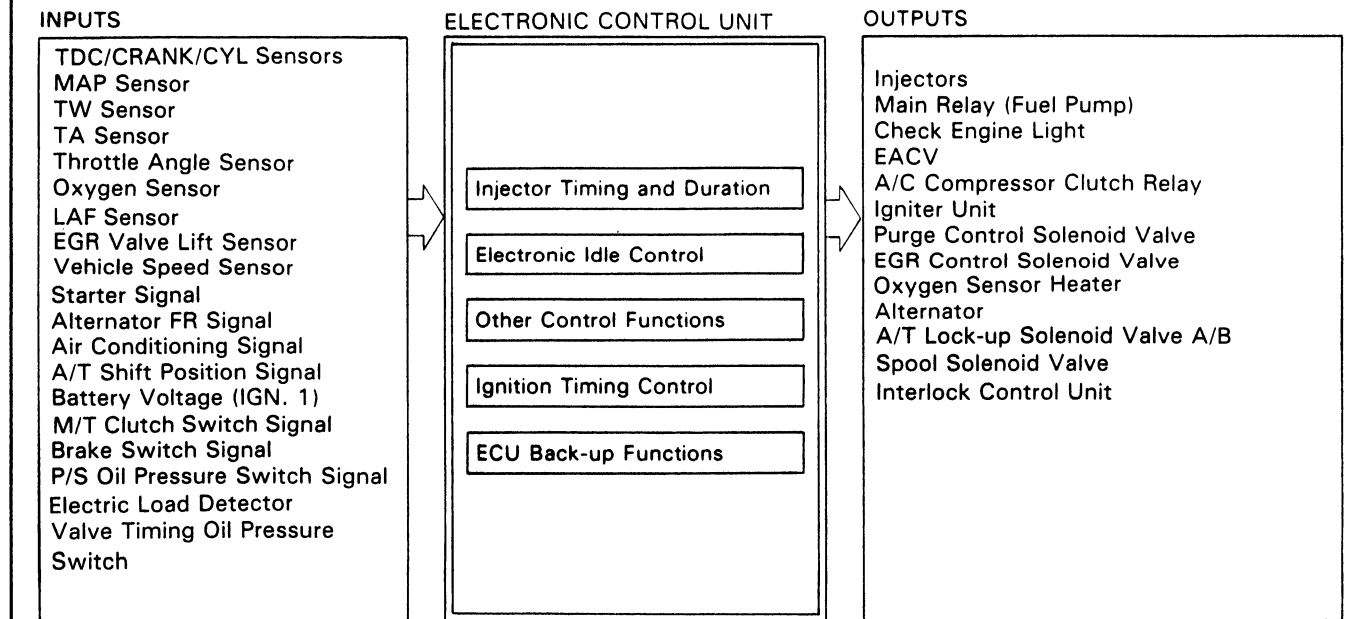 INPUTS
TDC/CRANK/CYL Sensors
MAP Sensor
TW Sensor
TA Sensor
Throttle Angle Sensor
Oxygen Sensor
LAF Sensor
EGR Valve Lift Sensor
Vehicle Speed Sensor
Starter Signal
Alternator FR Signal
Air Conditioning Signal
A/T Shift Position Signal
Battery Voltage (IGN. 1)
M/T Clutch Switch Signal
Brake Switch Signal
P/S Oil Pressure Switch Signal
Electric Load Detector
Valve Timing Oil Pressure
Switch
ELECTRONIC CONTROL UNIT
Injector Timing and Duration
Electronic Idle Control
Other Control Functions
Ignition Timing Control
ECU Back-up Functions
OUTPUTS
Injectors
Main Relay (Fuel Pump)
Check Engine Light
EACV
A/C Compressor Clutch Relay
Igniter Unit
Purge Control Solenoid Valve
EGR Control Solenoid Valve
Oxygen Sensor Heater
Alternator
A/T Lock-up Solenoid Valve A/B
Spool Solenoid Valve
Interlock Control Unit